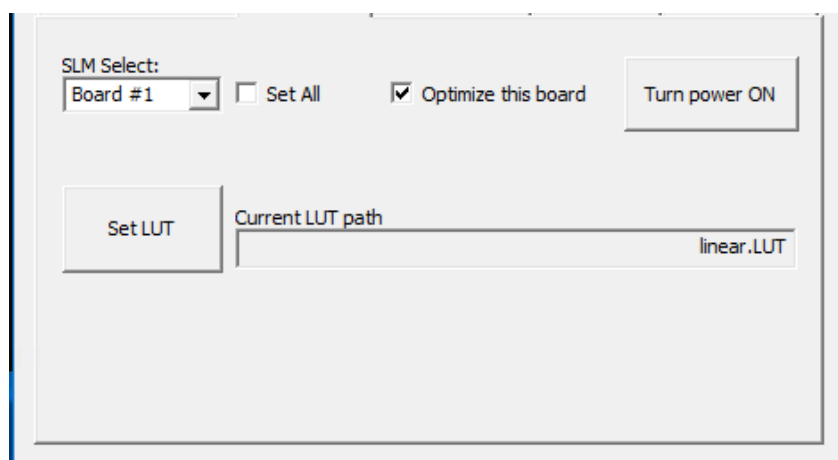 SLM Select:
Board #1
Set All
Optimize this board
Turn power ON
Set LUT
Current LUT path
linear.LUT